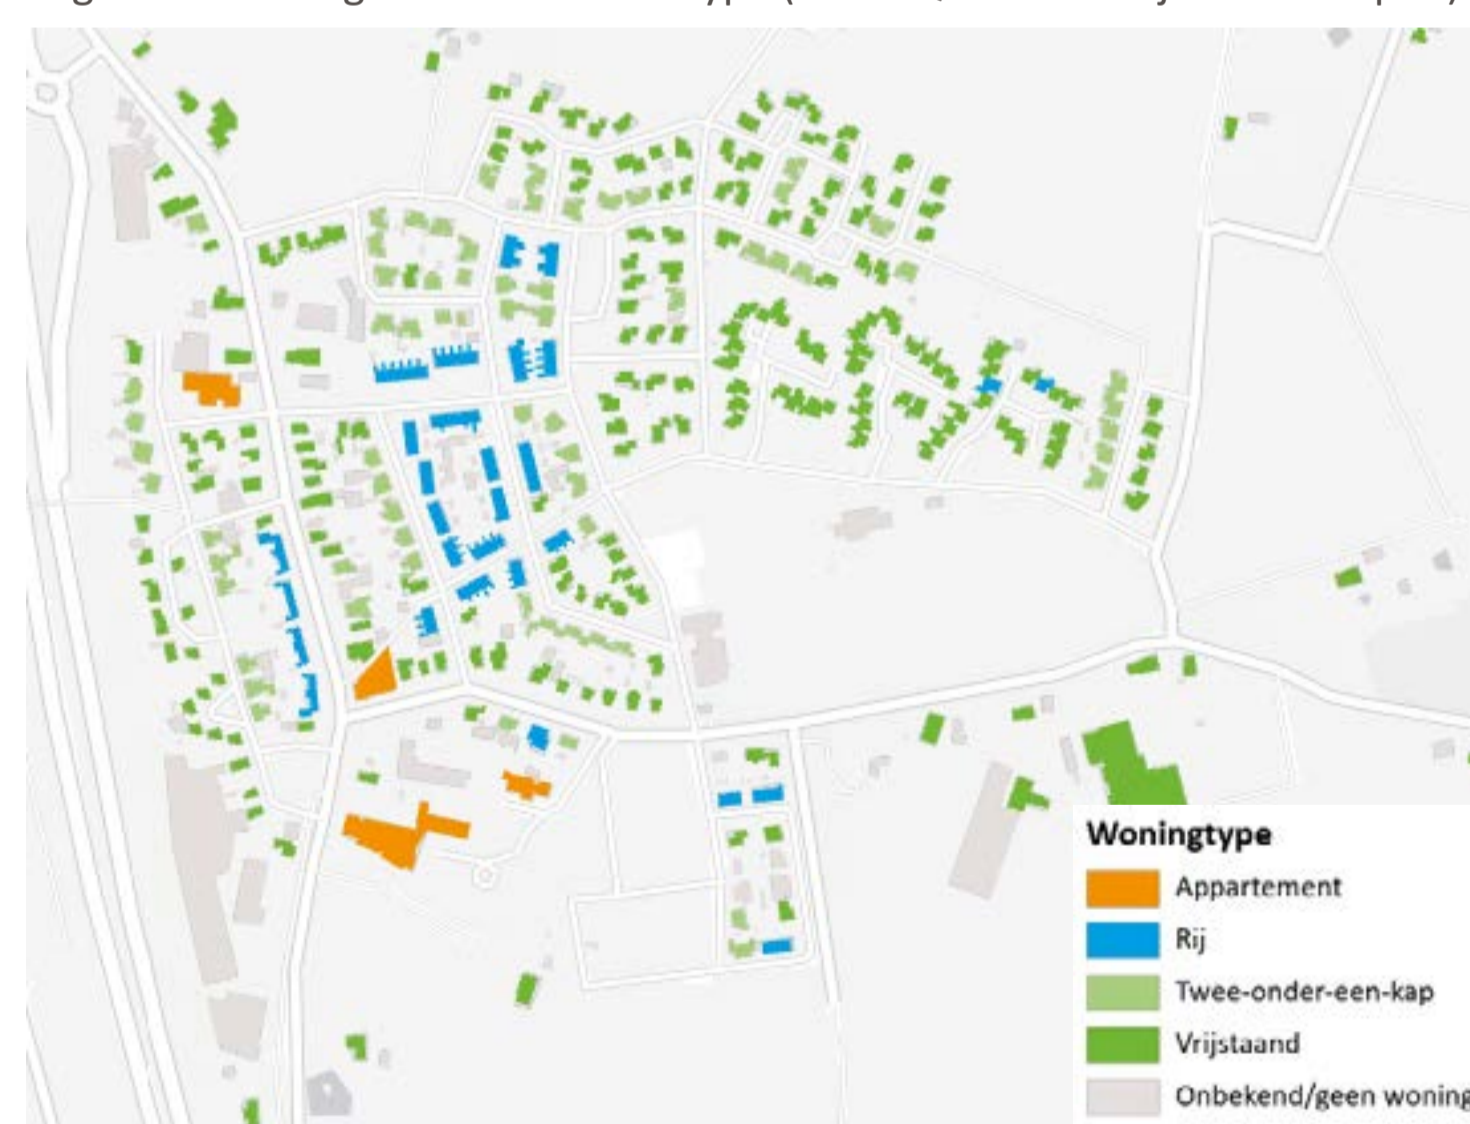 Woningtype
Appartement
Rij
Twee-onder-een-kap
Vrijstaand
Onbekend/geen woning